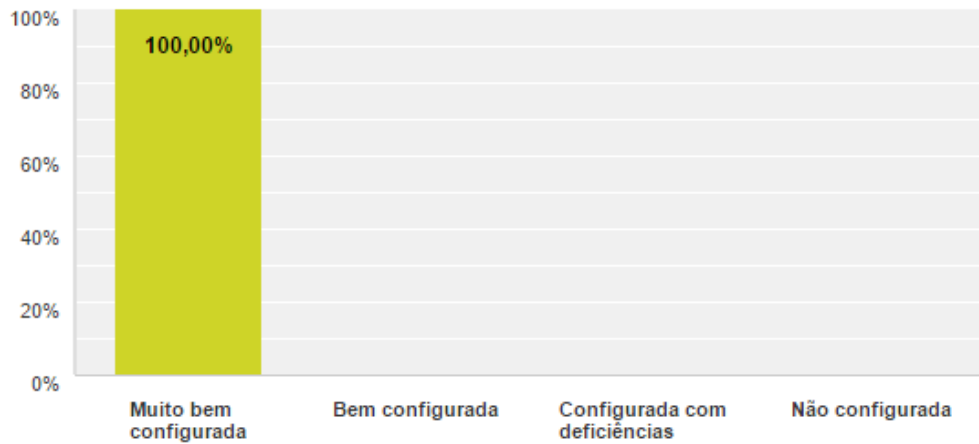 100%
100,00%
80%
60%
40%
20%
0%
Muito bem
configurada
Bem configurada
Configurada com
deficiências
Não configurada